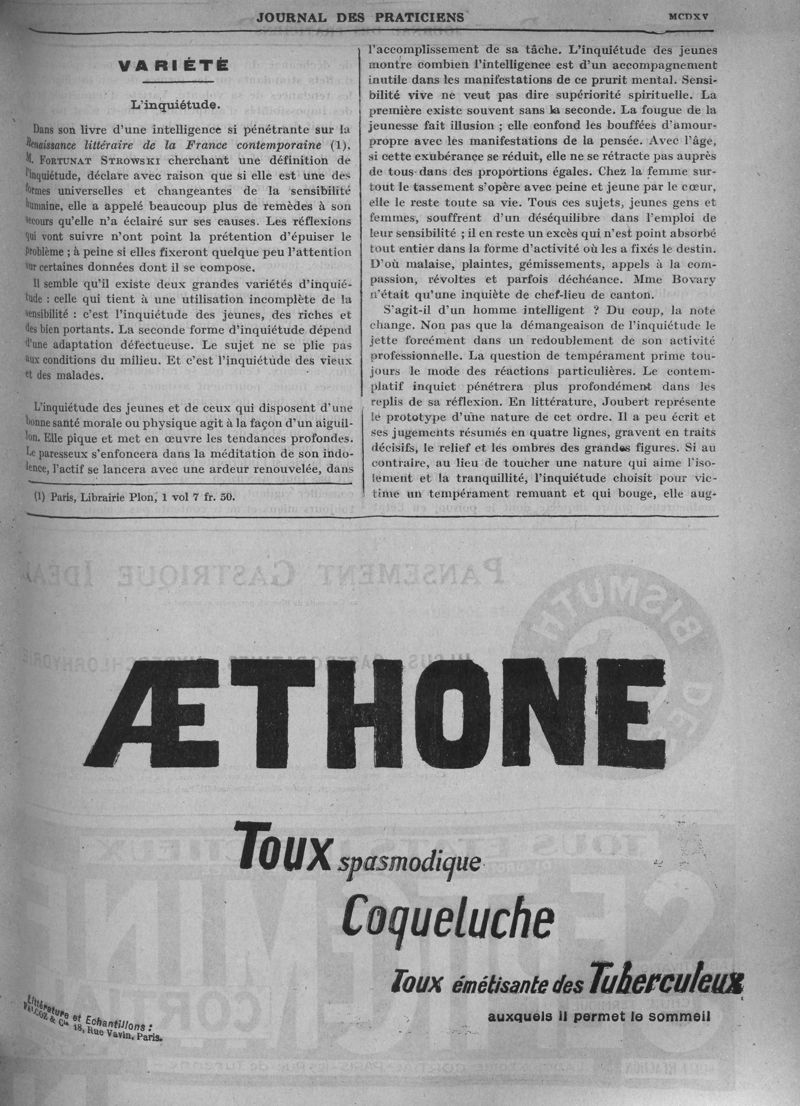 JOURNAL DES PRATICIENS
MCDXV
VARIÉTÉ
L'inquiétude.
Dans son livre d'une intelligence si pénétrante sur la
Renaissance littéraire de la France contemporaine (1),
M. FORTUNAT STROWSKI cherchant une définition de
l'inquiétude, déclare avec raison que si elle est une des
formes universelles et changeantes de la sensibilité
humaine, elle a appelé beaucoup plus de remèdes à son
secours qu'elle n'a éclairé sur ses causes. Les réflexions
qui vont suivre n'ont point la prétention d'épuiser le
problème ; à peine si elles fixeront quelque peu l'attention
sur certaines données dont il se compose.
Il semble qu'il existe deux grandes variétés d'inquié-
tude : celle qui tient à une utilisation incomplète de la
sensibilité : c'est l'inquiétude des jeunes, des riches et
des bien portants. La seconde forme d'inquiétude dépend
d'une adaptation défectueuse. Le sujet ne se plie pas
aux conditions du milieu. Et c'est l'inquiétude des vieux
et des malades.
L'inquiétude des jeunes et de ceux qui disposent d'une
bonne santé morale ou physique agit à la façon d'un aiguil-
lon. Elle pique et met en œuvre les tendances profondes.
Le paresseux s'enfoncera dans la méditation de son indo-
lence, l'actif se lancera avec une ardeur renouvelée, dans
(1) Paris, Librairie Plon, 1 vol 7 fr. 50.
l'accomplissement de sa tâche. L'inquiétude des jeunes
montre combien l'intelligence est d'un accompagnement
inutile dans les manifestations de ce prurit mental. Sensi-
bilité vive ne veut pas dire supériorité spirituelle. La
première existe souvent sans la seconde. La fougue de la
jeunesse fait illusion ; elle confond les bouffées d'amour-
propre avec les manifestations de la pensée. Avec l'âge,
si cette exubérance se réduit, elle ne se rétracte pas auprès
de tous dans des proportions égales. Chez la femme sur-
tout le tassement s'opère avec peine et jeune par le cœur,
elle le reste toute sa vie. Tous ces sujets, jeunes gens et
femmes, souffrent d'un déséquilibre dans l'emploi de
leur sensibilité ; il en reste un excès qui n'est point absorbé
tout entier dans la forme d'activité où les a fixés le destin.
D'où malaise, plaintes, gémissements, appels à la com-
passion, révoltes et parfois déchéance. Mme Bovary
n'était qu'une inquiète de chef-lieu de canton.
S'agit-il d'un homme intelligent ? Du coup, la note
change. Non pas que la démangeaison de l'inquiétude le
jette forcément dans un redoublement de son activité
professionnelle. La question de tempérament prime tou-
jours le mode des réactions particulières. Le contem-
platif inquiet pénétrera plus profondément dans les
replis de sa réflexion. En littérature, Joubert représente
le prototype d'une nature de cet ordre. Il a peu écrit et
ses jugements résumés en quatre lignes, gravent en traits
décisifs, le relief et les ombres des grandes figures. Si au
contraire, au lieu de toucher une nature qui aime l'iso-
lement et la tranquillité, l'inquiétude choisit pour vic-
time un tempérament remuant et qui bouge, elle aug-
ÆTHONE
Toux spasmodique
Coqueluche
Toux émétisante des Tuberculeux
auxquels il permet le sommeil
Littérature et Echantillons :
& Cie 18, Rue Vavin, Paris.